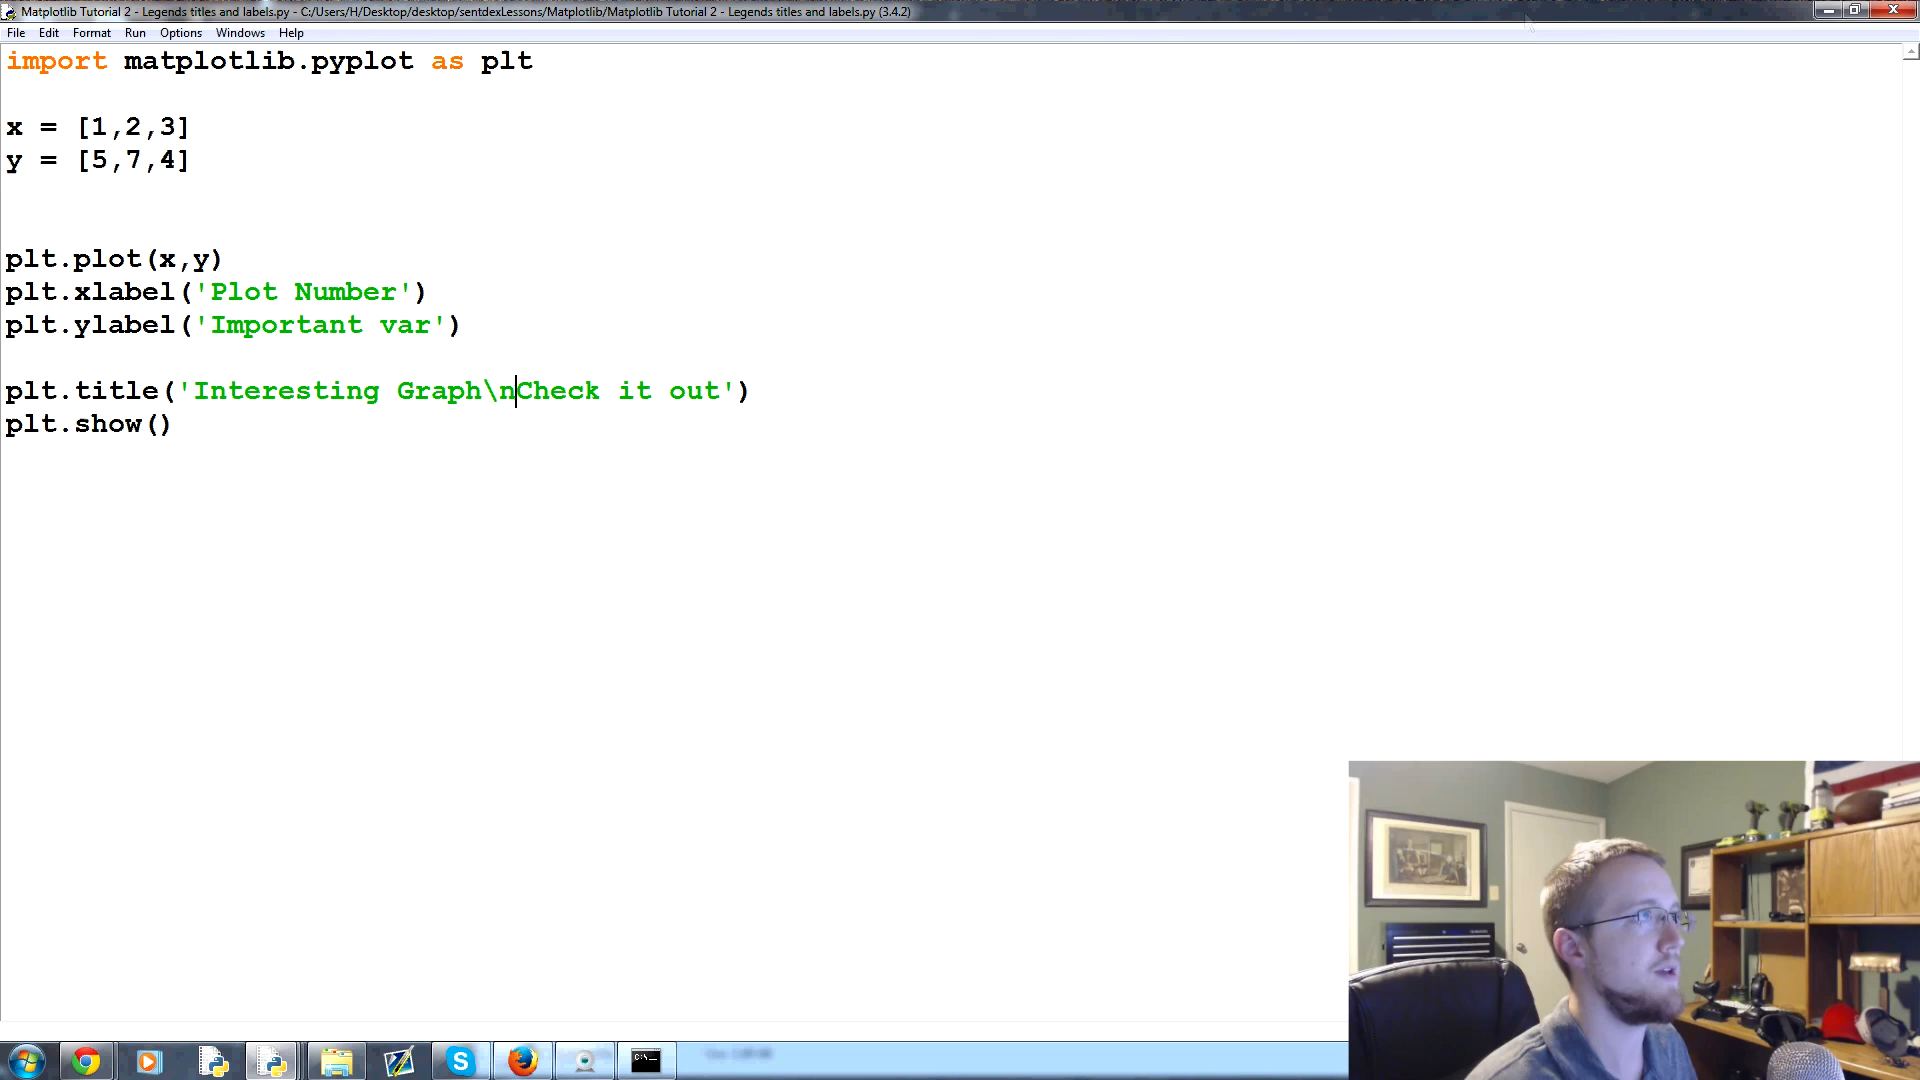 Matplotlib Tutorial 2 - Legends titles and labels.py - C:/Users/H/Desktop/desktop/sentdexLessons/Matplotlib/Matplotlib Tutorial 2 - Legends titles and labels.py (3.4.2)
File Edit Format Run Options Windows Help
import matplotlib.pyplot as plt
x = [1,2,3]
y = [5,7,4]
plt.plot(x,y)
plt.xlabel('Plot Number')
plt.ylabel('Important var')
plt.title('Interesting Graph\nCheck it out')
plt.show()